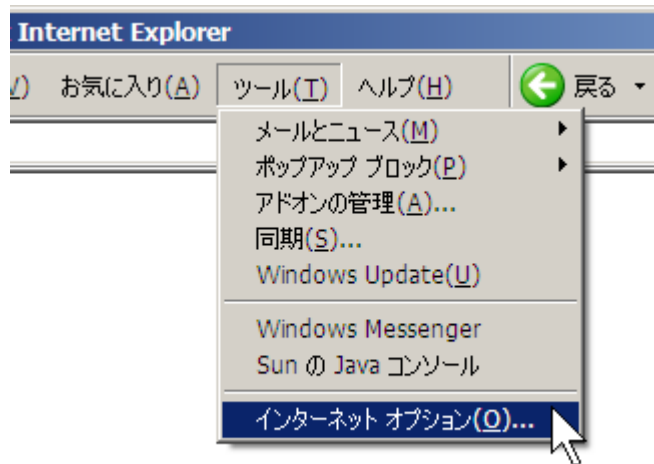 Internet Explorer
V) お気に入り(A) ツール(T) ヘルプ(H) 戻る
メールとニュース(M)
ポップアップ ブロック(P)
アドオンの管理(A)...
同期(S)...
Windows Update(U)
Windows Messenger
Sun の Java コンソール
インターネット オプション(O)...